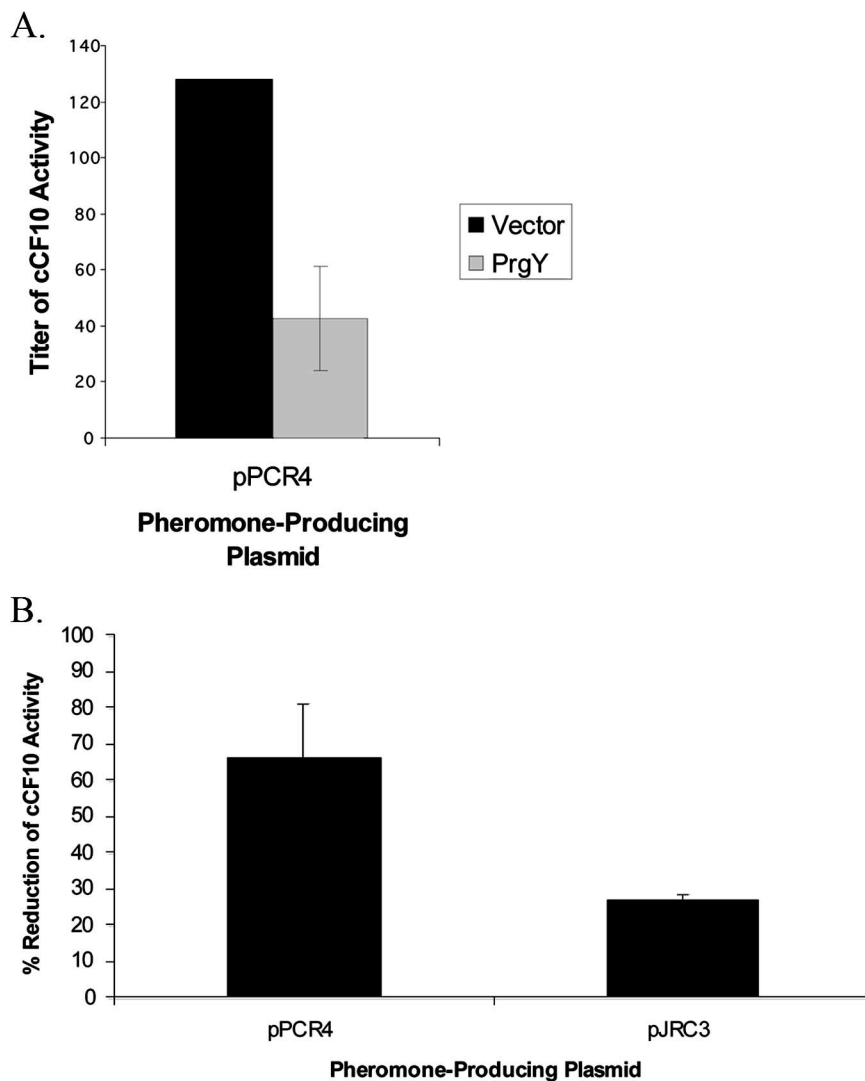 A.
140
120
100
80
60
40
20
0
Titer of cCF10 Activity
Vector
PrgY
pPCR4
Pheromone-Producing
Plasmid
B.
100
90
80
70
60
50
40
30
20
10
0
% Reduction of cCF10 Activity
pPCR4 pJRC3
Pheromone-Producing Plasmid